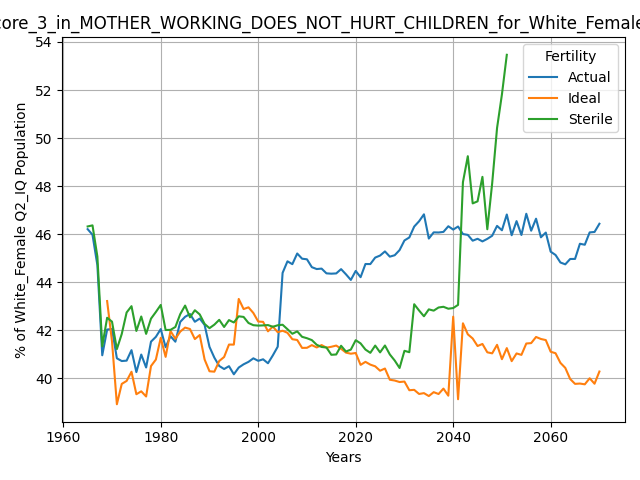 core_3_in_MOTHER_WORKING_DOES_NOT_HURT_CHILDREN_for_White_Female
54
52
50
48
46
44
42
40
1960
1980
2000
2020
2040
2060
% of White_Female Q2_IQ Population
Years
Fertility
Actual
Ideal
Sterile